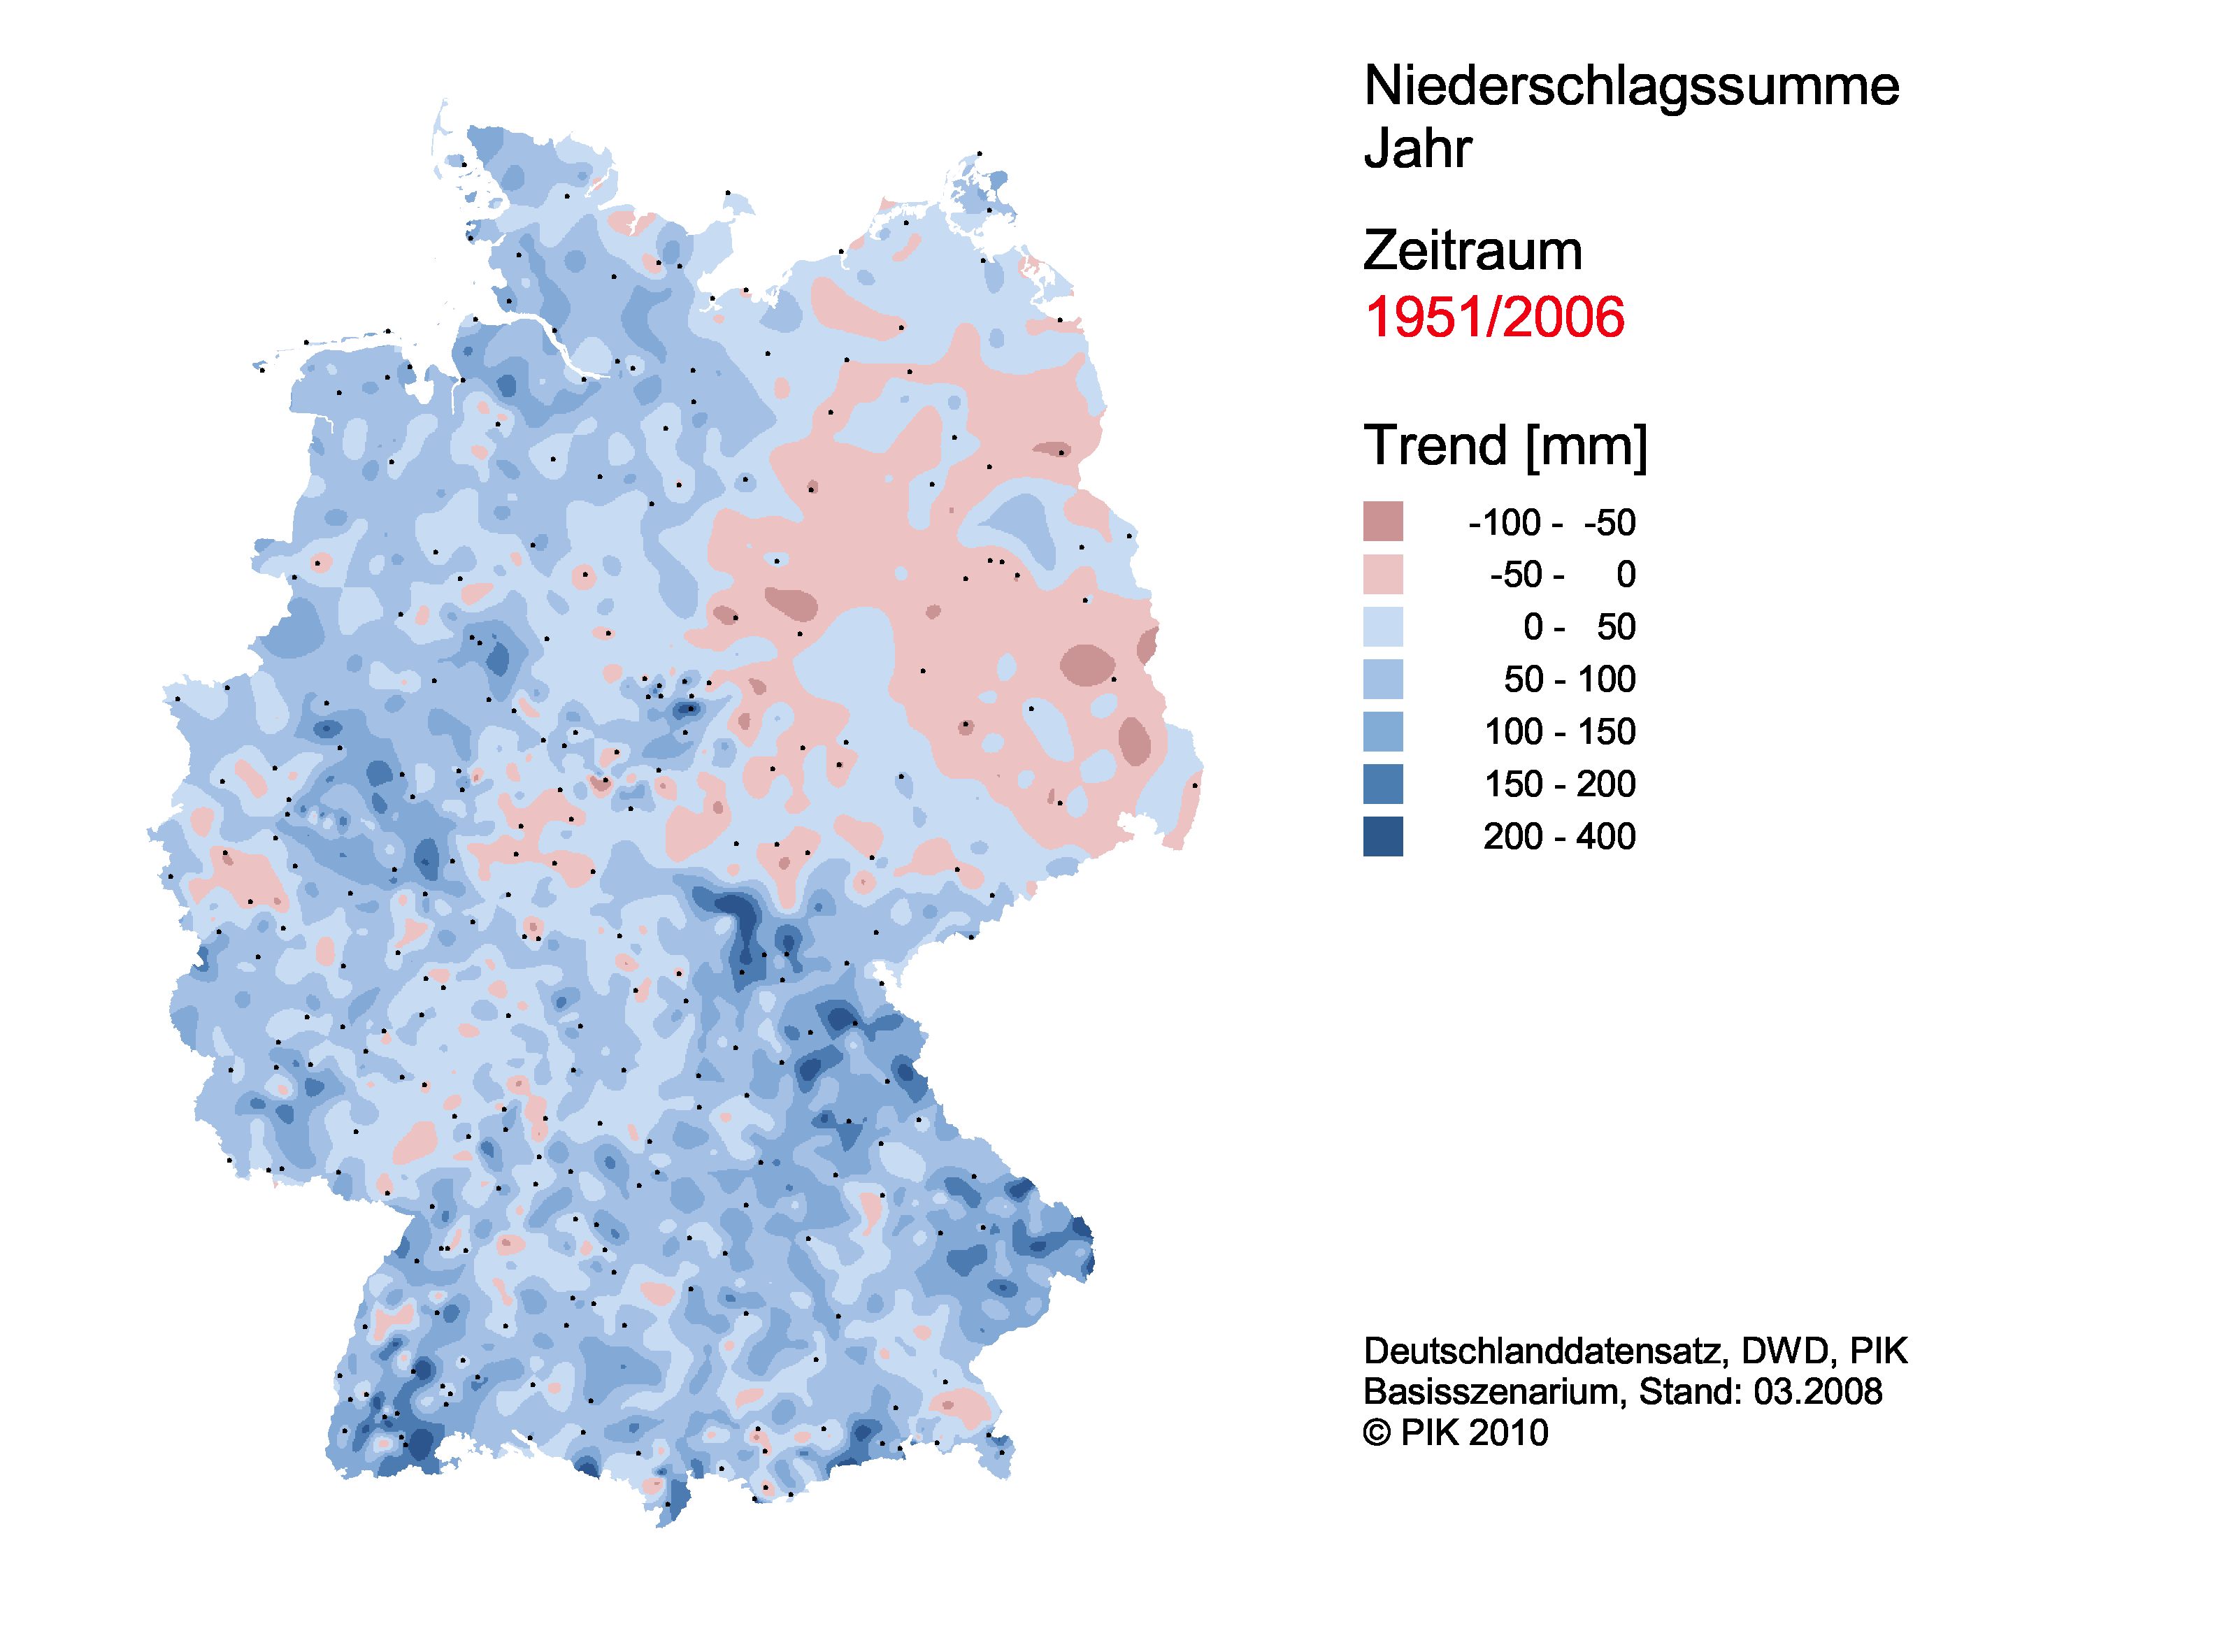 Niederschlagssumme
Jahr
Zeitraum
1951/2006
Trend [mm]
-100 - -50
-50 - 0
0 - 50
50 - 100
100 - 150
150 - 200
200 - 400
Deutschlanddatensatz, DWD, PIK
Basisszenarium, Stand: 03.2008
© PIK 2010